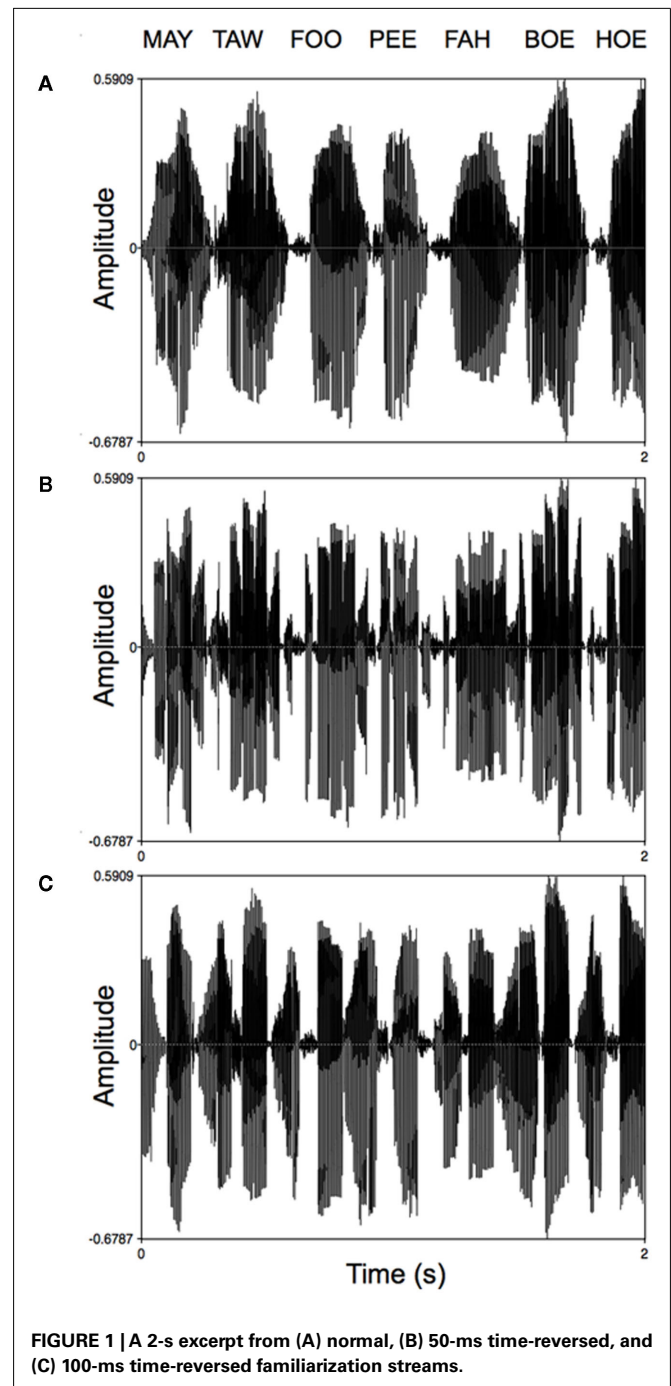 MAY TAW FOO PEE FAH BOE HOE
A
0.5909
Amplitude
0
-0.6787
0 2
B
0.5909
Amplitude
0
-0.6787
0 2
C
0.5909
Amplitude
0
-0.6787
0 2
Time (s)
FIGURE 1 | A 2-s excerpt from (A) normal, (B) 50-ms time-reversed, and
(C) 100-ms time-reversed familiarization streams.